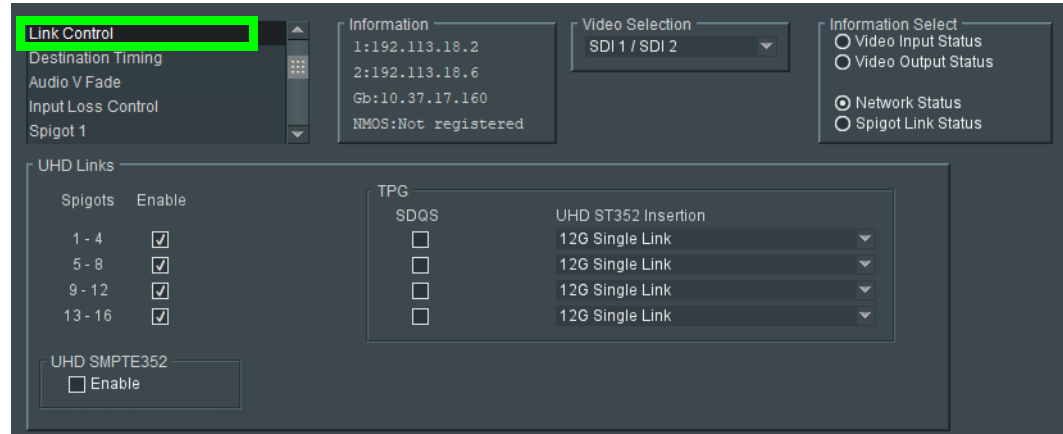 Link Control
Destination Timing
Audio V Fade
Input Loss Control
Spigot 1
Information
1:192.113.18.2
2:192.113.18.6
Gb:10.37.17.160
NMOS:Not registered
Video Selection
SDI 1 / SDI 2
Information Select
Video Input Status
Video Output Status
Network Status
Spigot Link Status
UHD Links
Spigots Enable
1 - 4
5 - 8
9 - 12
13 - 16
TPG
SDQS UHD ST352 Insertion
12G Single Link
12G Single Link
12G Single Link
12G Single Link
UHD SMPTE352
Enable